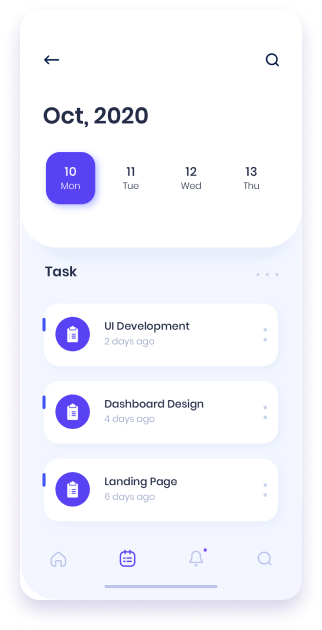 Oct, 2020
10 11 12 13
Mon Tue Wed Thu
Task
UI Development
2 days ago
Dashboard Design
4 days ago
Landing Page
6 days ago